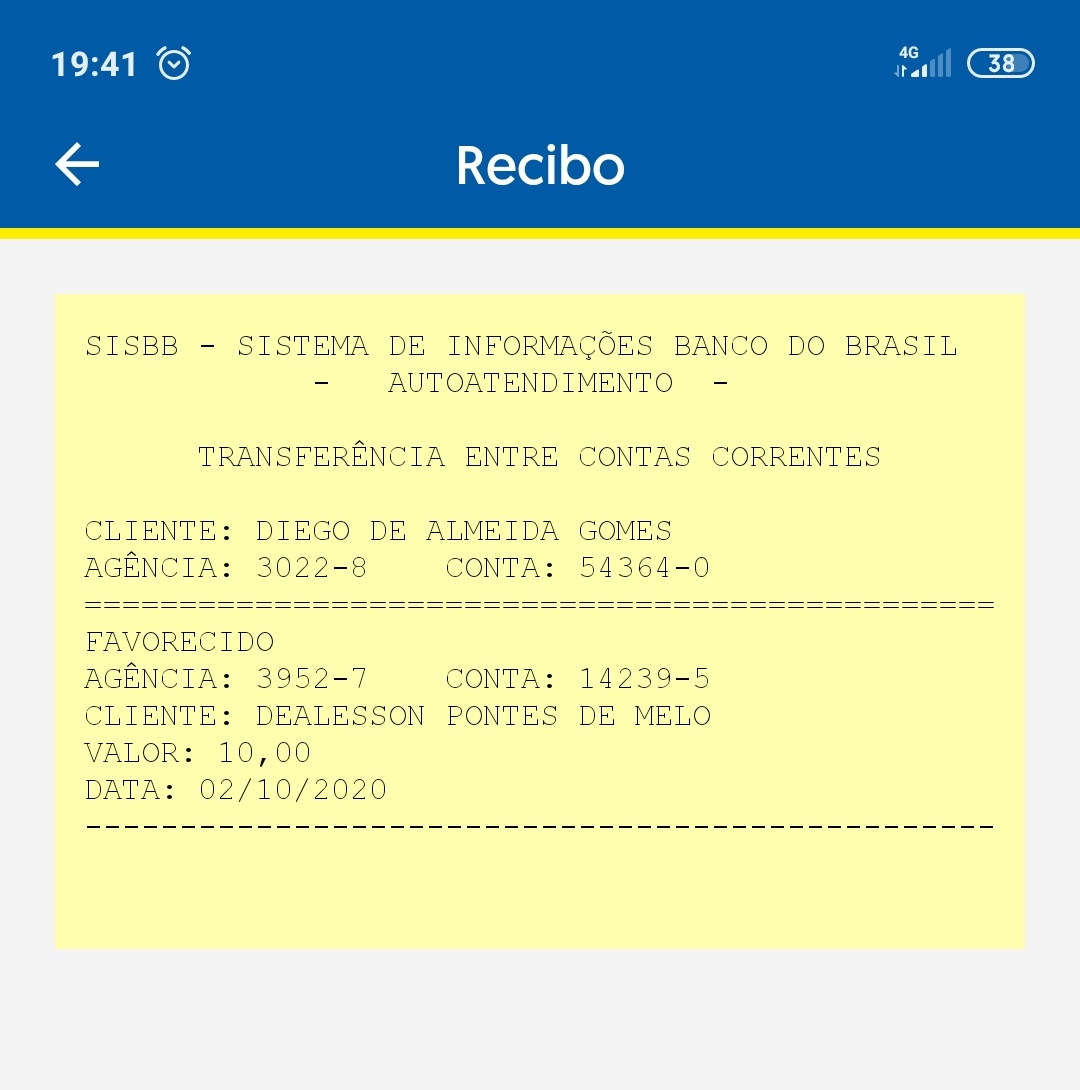 19:41 4G 38
Recibo
SISBB - SISTEMA DE INFORMAÇÕES BANCO DO BRASIL
- AUTOATENDIMENTO -
TRANSFERÊNCIA ENTRE CONTAS CORRENTES
CLIENTE: DIEGO DE ALMEIDA GOMES
AGÊNCIA: 3022-8 CONTA: 54364-0
================================================
FAVORECIDO
AGÊNCIA: 3952-7 CONTA: 14239-5
CLIENTE: DEALESSON PONTES DE MELO
VALOR: 10,00
DATA: 02/10/2020
------------------------------------------------